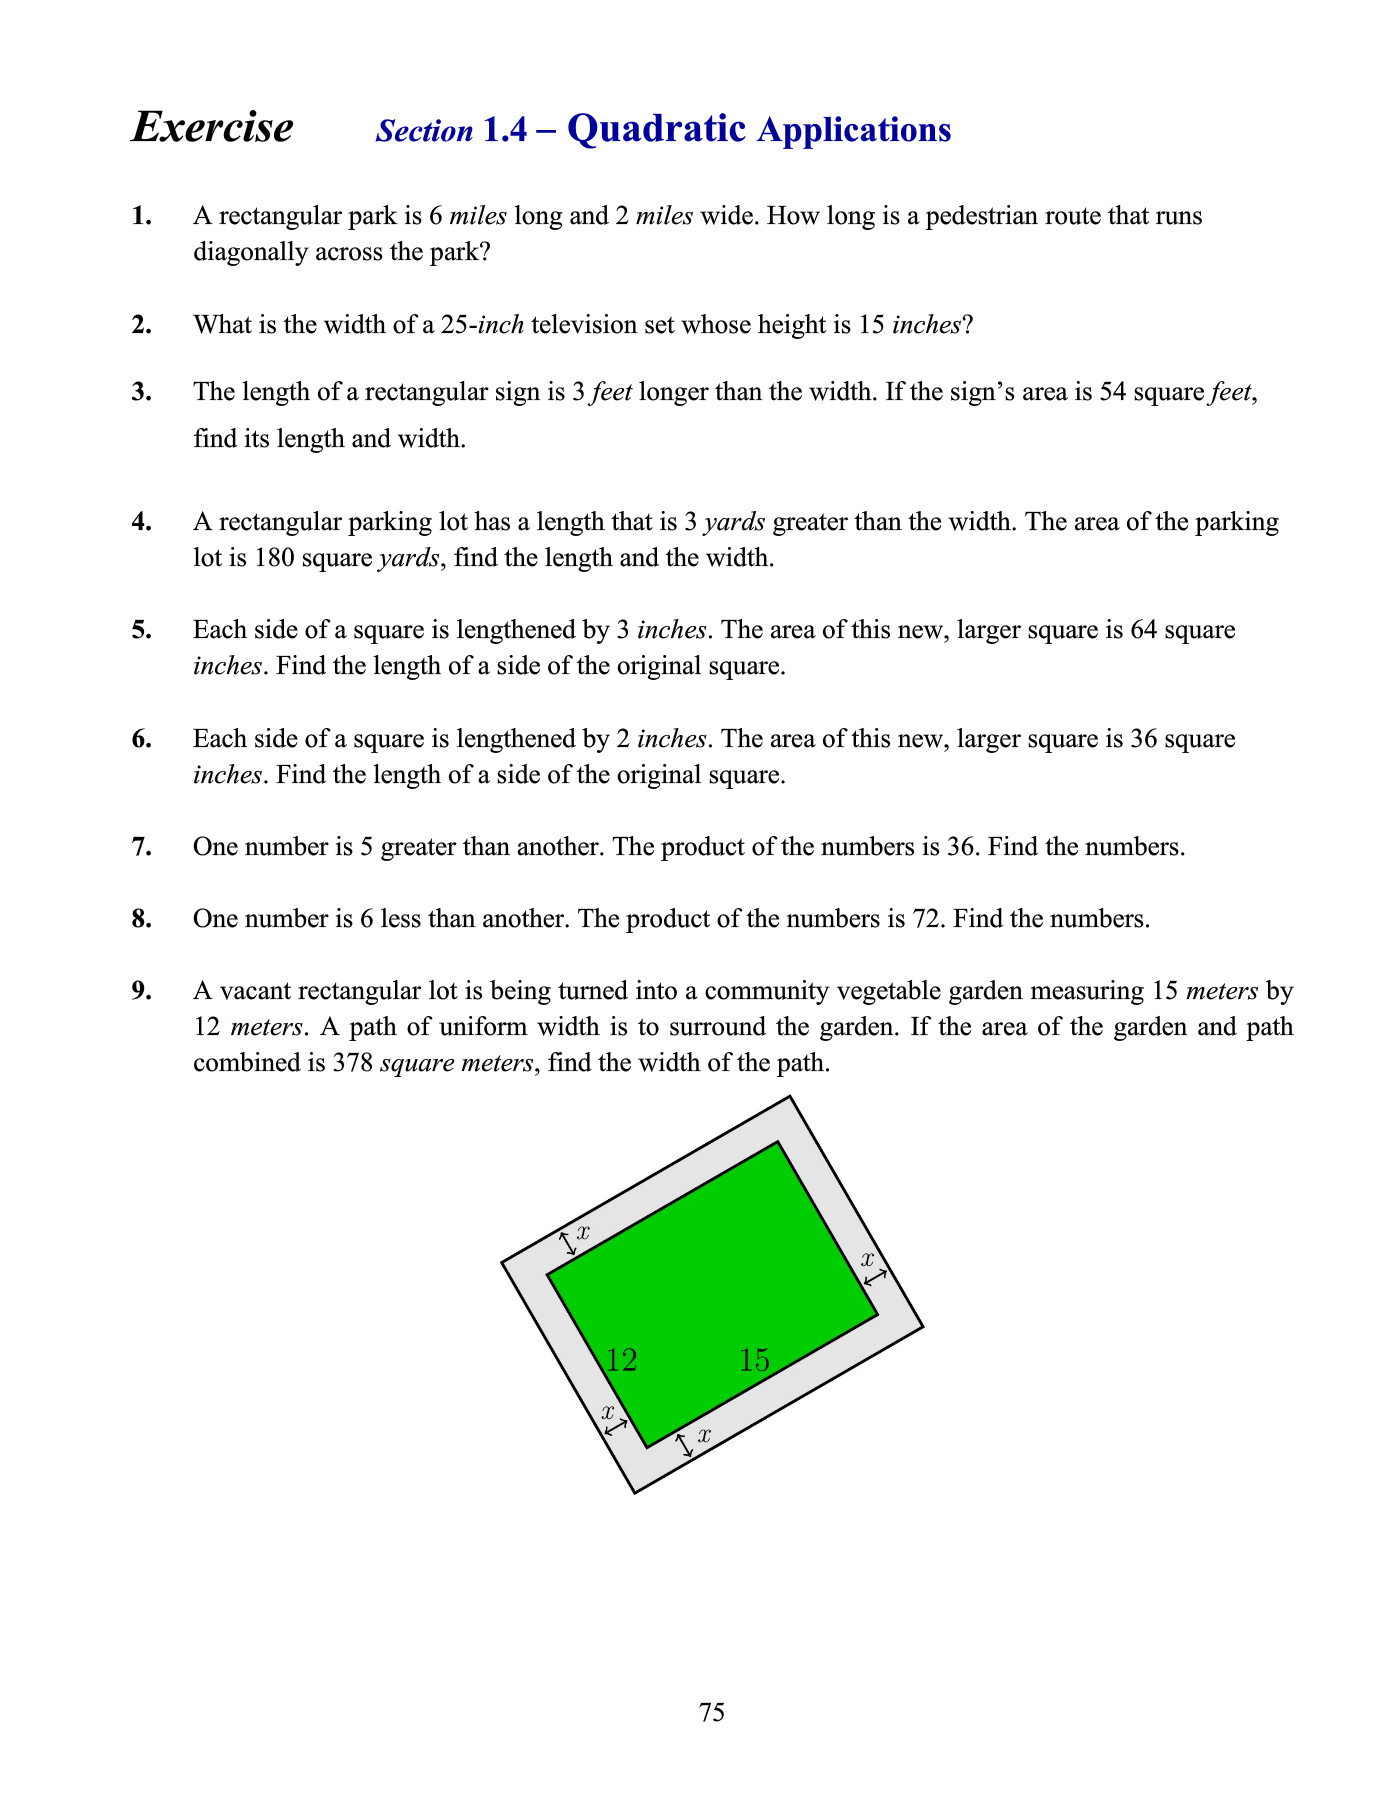 Exercise Section 1.4 – Quadratic Applications
1. A rectangular park is 6 miles long and 2 miles wide. How long is a pedestrian route that runs
diagonally across the park?
2. What is the width of a 25-inch television set whose height is 15 inches?
3. The length of a rectangular sign is 3 feet longer than the width. If the sign’s area is 54 square feet,
find its length and width.
4. A rectangular parking lot has a length that is 3 yards greater than the width. The area of the parking
lot is 180 square yards, find the length and the width.
5. Each side of a square is lengthened by 3 inches. The area of this new, larger square is 64 square
inches. Find the length of a side of the original square.
6. Each side of a square is lengthened by 2 inches. The area of this new, larger square is 36 square
inches. Find the length of a side of the original square.
7. One number is 5 greater than another. The product of the numbers is 36. Find the numbers.
8. One number is 6 less than another. The product of the numbers is 72. Find the numbers.
9. A vacant rectangular lot is being turned into a community vegetable garden measuring 15 meters by
12 meters. A path of uniform width is to surround the garden. If the area of the garden and path
combined is 378 square meters, find the width of the path.
x
x
12 15
x
x
75